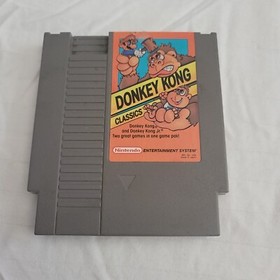 DONKEY KONG
CLASSICS
Donkey Kong
and Donkey Kong Jr.
Two great games in one game pak!
Nintendo ENTERTAINMENT SYSTEM